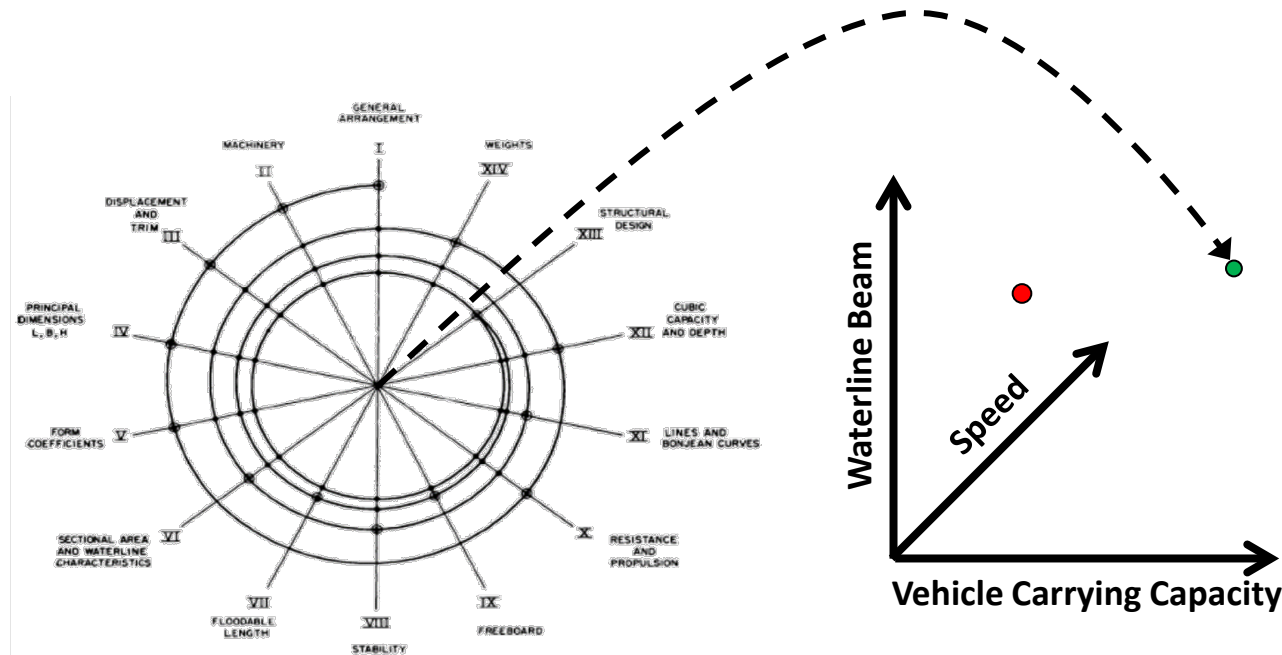 GENERAL
ARRANGEMENT
I
MACHINERY
II
WEIGHTS
XIV
DISPLACEMENT
AND
TRIM
III
STRUCTURAL
DESIGN
XIII
PRINCIPAL
DIMENSIONS
L, B, H
IV
CUBIC
CAPACITY
AND DEPTH
XII
FORM
COEFFICIENTS
V
XI
LINES AND
BONJEAN CURVES
SECTIONAL AREA
AND WATERLINE
CHARACTERISTICS
VI
X
RESISTANCE
AND
PROPULSION
VII
FLOODABLE
LENGTH
VIII
STABILITY
IX
FREEBOARD
Waterline Beam
Speed
Vehicle Carrying Capacity